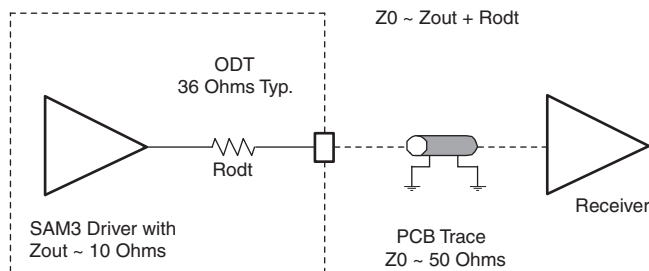 Z0 ~ Zout + Rodt
ODT
36 Ohms Typ.
Rodt
Receiver
SAM3 Driver with
Zout ~ 10 Ohms
PCB Trace
Z0 ~ 50 Ohms